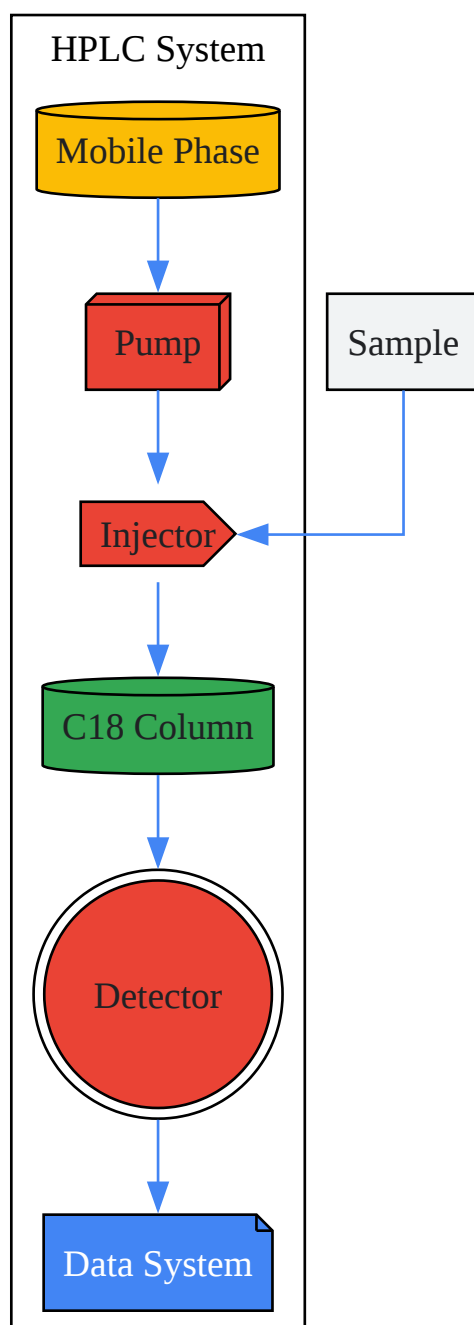 HPLC System
Mobile Phase
Pump
Sample
Injector
C18 Column
Detector
Data System